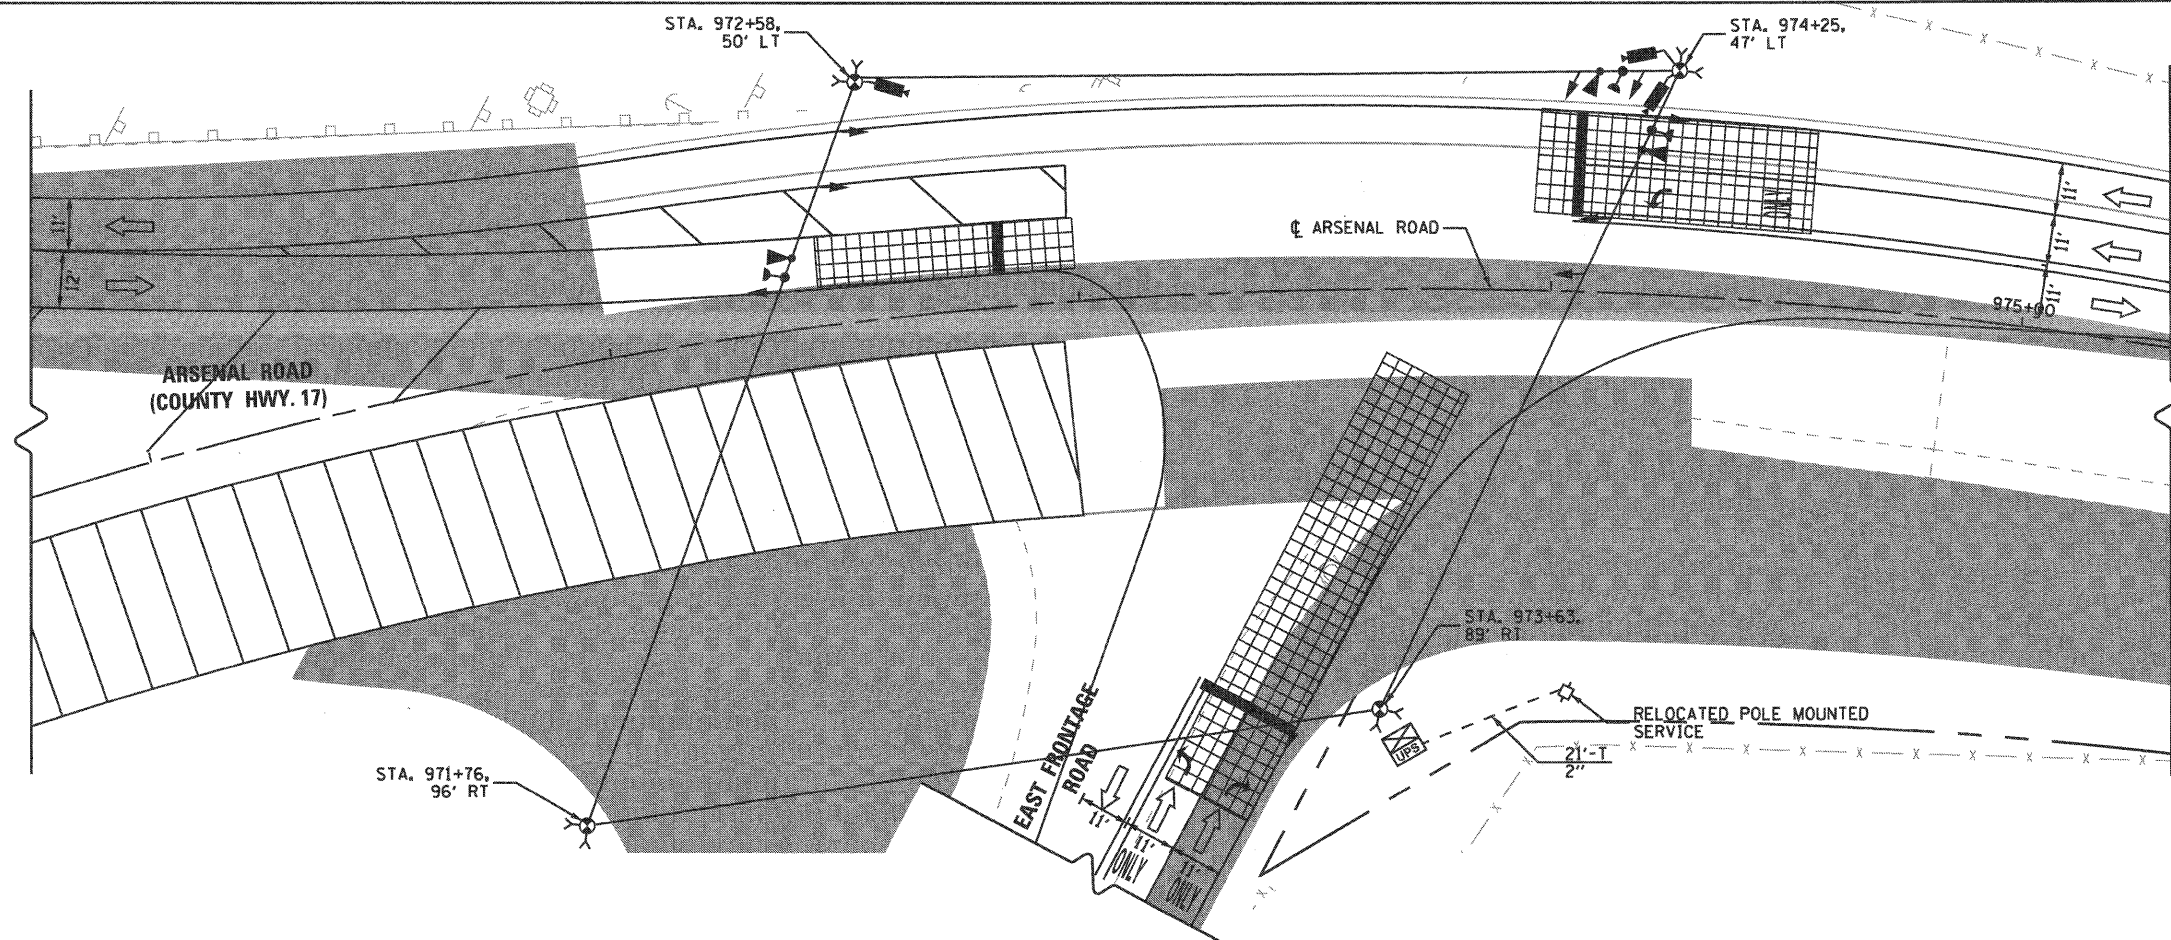 STA. 972+58,
50' LT
STA. 974+25,
47' LT
℄ ARSENAL ROAD
11'
12'
11'
11'
11'
975+00
ONLY
ARSENAL ROAD
(COUNTY HWY. 17)
STA. 973+63,
89' RT
RELOCATED POLE MOUNTED
SERVICE
UPS
21'-T
2"
STA. 971+76,
96' RT
EAST FRONTAGE
ROAD
11'
11'
11'
ONLY
ONLY